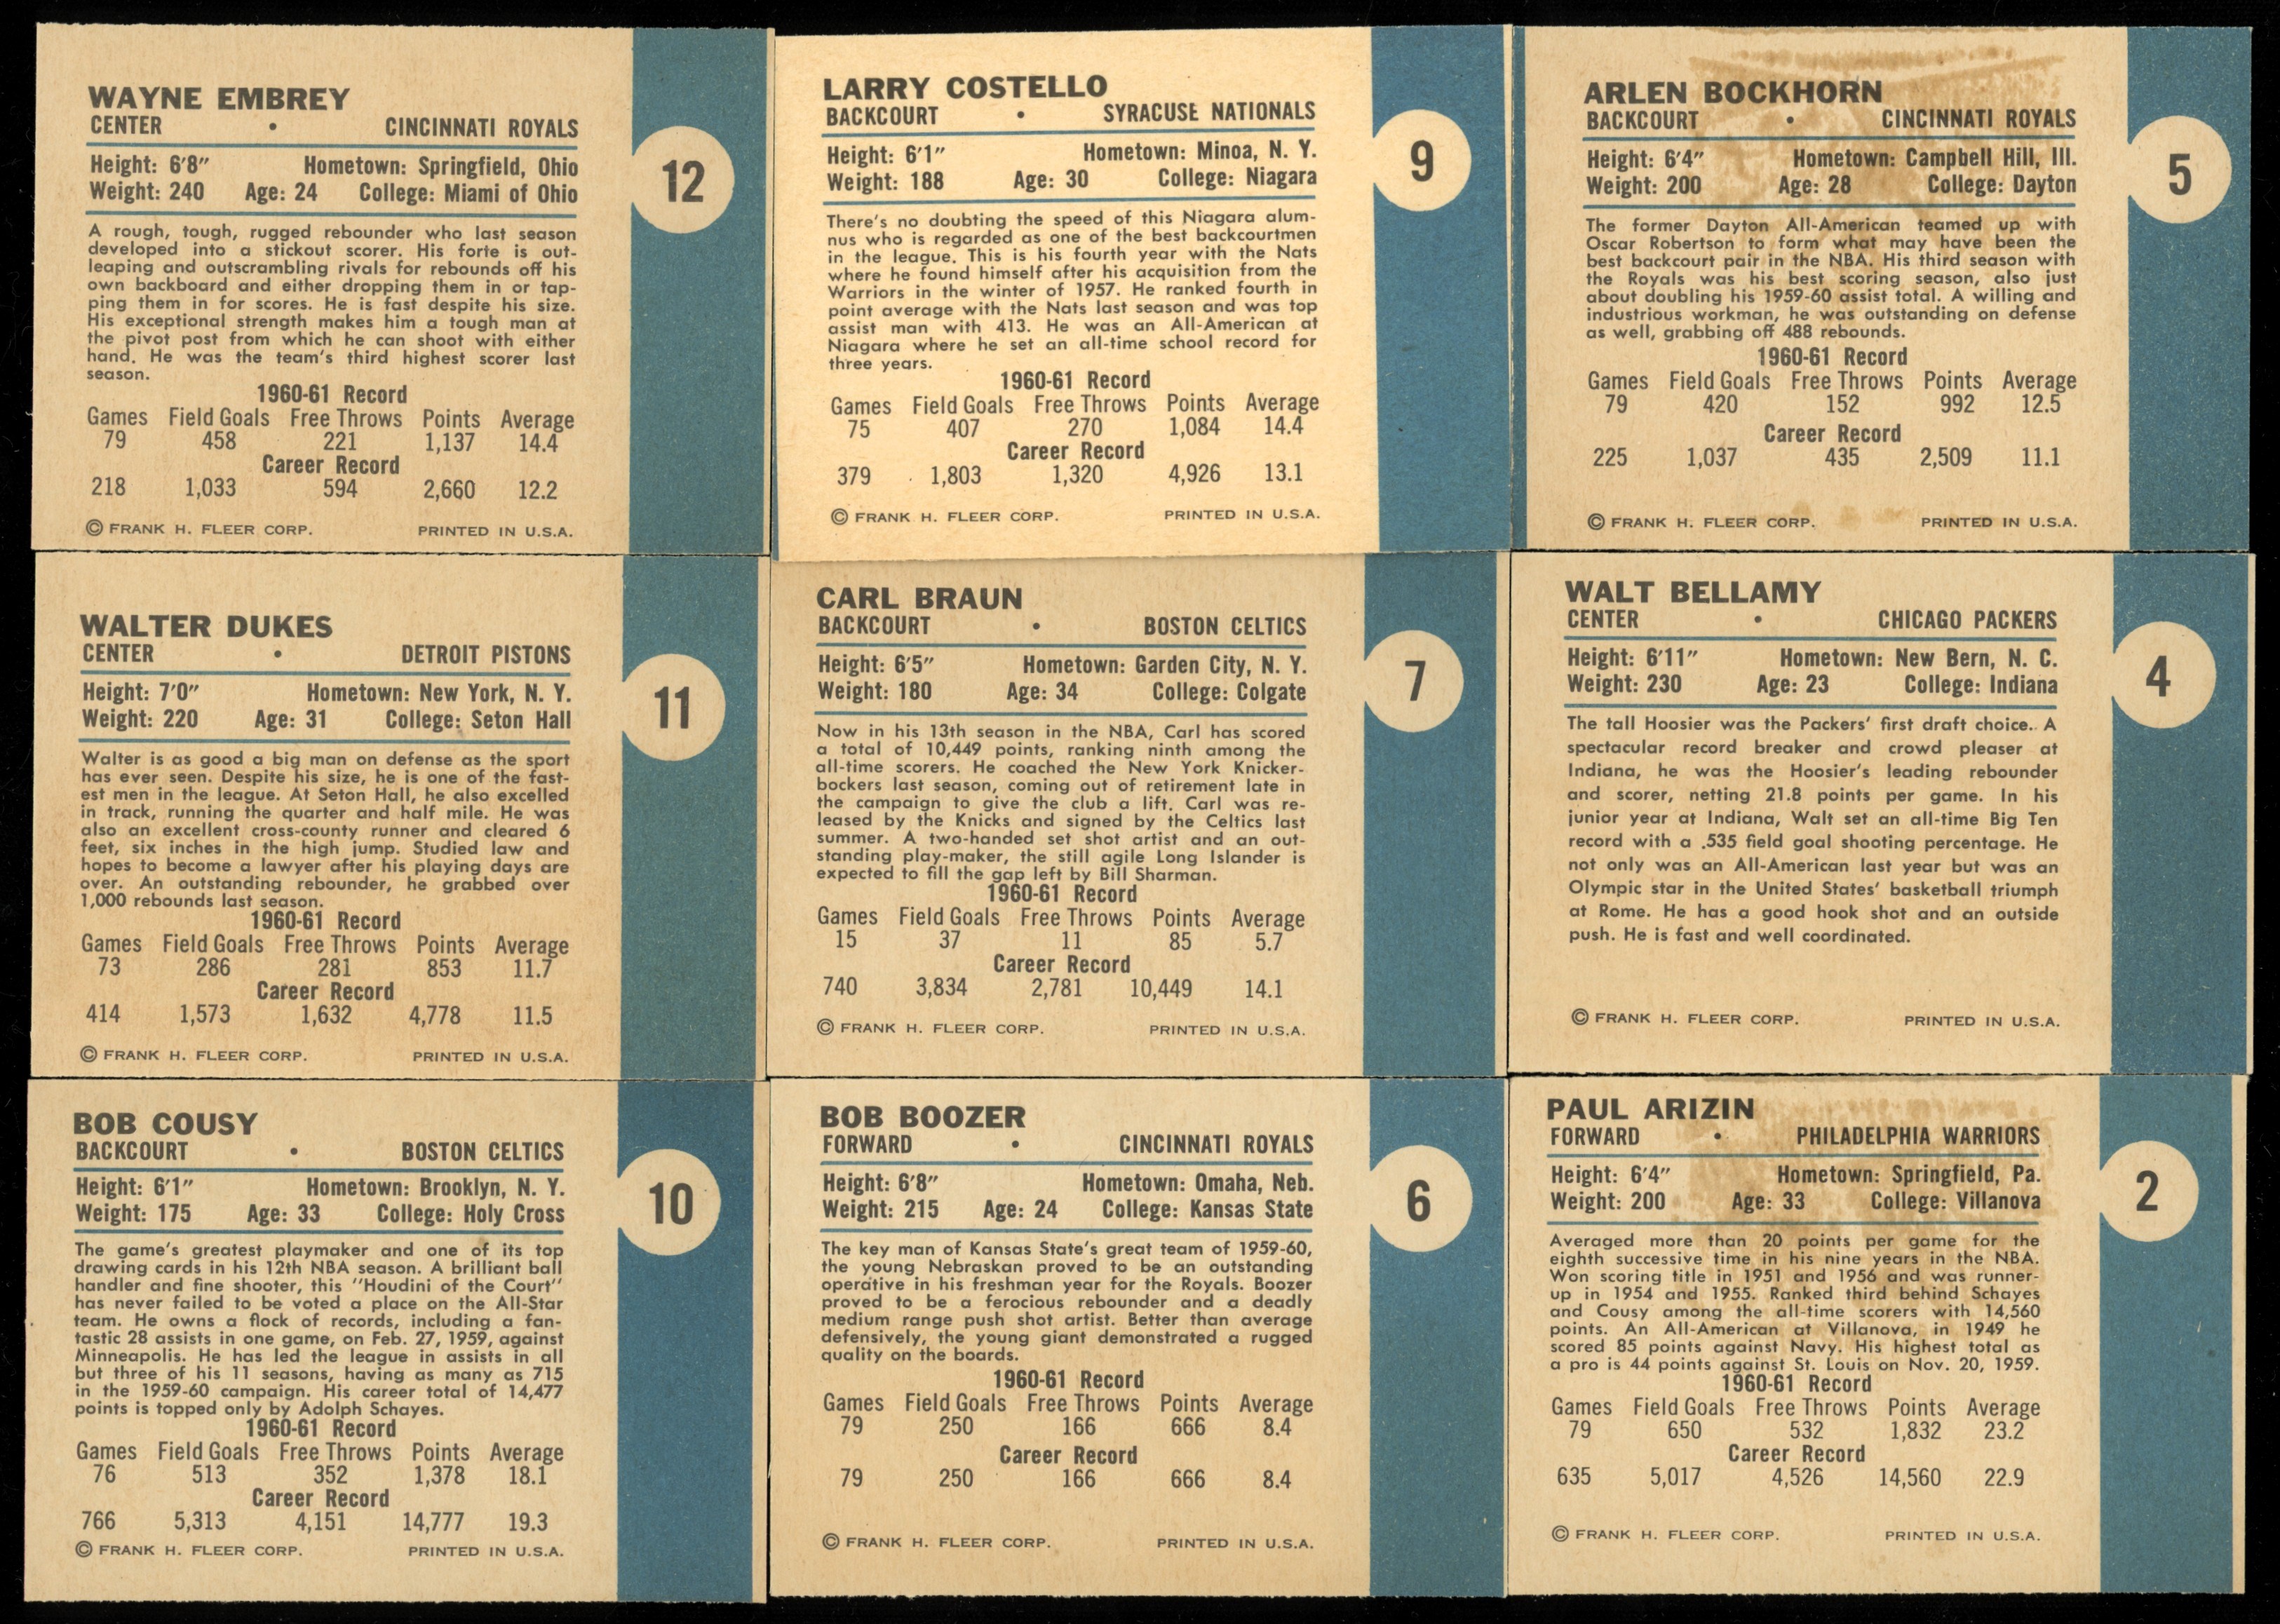 WAYNE EMBREY
CENTER • CINCINNATI ROYALS
Height: 6'8" Hometown: Springfield, Ohio
Weight: 240 Age: 24 College: Miami of Ohio
A rough, tough, rugged rebounder who last season
developed into a stickout scorer. His forte is out-
leaping and outscrambling rivals for rebounds off his
own backboard and either dropping them in or tap-
ping them in for scores. He is fast despite his size.
His exceptional strength makes him a tough man at
the pivot post from which he can shoot with either
hand. He was the team's third highest scorer last
season.
1960-61 Record
Games Field Goals Free Throws Points Average
79 458 221 1,137 14.4
Career Record
218 1,033 594 2,660 12.2
© FRANK H. FLEER CORP. PRINTED IN U.S.A.
12
LARRY COSTELLO
BACKCOURT • SYRACUSE NATIONALS
Height: 6'1" Hometown: Minoa, N. Y.
Weight: 188 Age: 30 College: Niagara
There's no doubting the speed of this Niagara alum-
nus who is regarded as one of the best backcourtmen
in the league. This is his fourth year with the Nats
where he found himself after his acquisition from the
Warriors in the winter of 1957. He ranked fourth in
point average with the Nats last season and was top
assist man with 413. He was an All-American at
Niagara where he set an all-time school record for
three years.
1960-61 Record
Games Field Goals Free Throws Points Average
75 407 270 1,084 14.4
Career Record
379 1,803 1,320 4,926 13.1
© FRANK H. FLEER CORP. PRINTED IN U.S.A.
9
ARLEN BOCKHORN
BACKCOURT • CINCINNATI ROYALS
Height: 6'4" Hometown: Campbell Hill, Ill.
Weight: 200 Age: 28 College: Dayton
The former Dayton All-American teamed up with
Oscar Robertson to form what may have been the
best backcourt pair in the NBA. His third season with
the Royals was his best scoring season, also just
about doubling his 1959-60 assist total. A willing and
industrious workman, he was outstanding on defense
as well, grabbing off 488 rebounds.
1960-61 Record
Games Field Goals Free Throws Points Average
79 420 152 992 12.5
Career Record
225 1,037 435 2,509 11.1
© FRANK H. FLEER CORP. PRINTED IN U.S.A.
5
WALTER DUKES
CENTER • DETROIT PISTONS
Height: 7'0" Hometown: New York, N. Y.
Weight: 220 Age: 31 College: Seton Hall
Walter is as good a big man on defense as the sport
has ever seen. Despite his size, he is one of the fast-
est men in the league. At Seton Hall, he also excelled
in track, running the quarter and half mile. He was
also an excellent cross-county runner and cleared 6
feet, six inches in the high jump. Studied law and
hopes to become a lawyer after his playing days are
over. An outstanding rebounder, he grabbed over
1,000 rebounds last season.
1960-61 Record
Games Field Goals Free Throws Points Average
73 286 281 853 11.7
Career Record
414 1,573 1,632 4,778 11.5
© FRANK H. FLEER CORP. PRINTED IN U.S.A.
11
CARL BRAUN
BACKCOURT • BOSTON CELTICS
Height: 6'5" Hometown: Garden City, N. Y.
Weight: 180 Age: 34 College: Colgate
Now in his 13th season in the NBA, Carl has scored
a total of 10,449 points, ranking ninth among the
all-time scorers. He coached the New York Knicker-
bockers last season, coming out of retirement late in
the campaign to give the club a lift. Carl was re-
leased by the Knicks and signed by the Celtics last
summer. A two-handed set shot artist and an out-
standing play-maker, the still agile Long Islander is
expected to fill the gap left by Bill Sharman.
1960-61 Record
Games Field Goals Free Throws Points Average
15 37 11 85 5.7
Career Record
740 3,834 2,781 10,449 14.1
© FRANK H. FLEER CORP. PRINTED IN U.S.A.
7
WALT BELLAMY
CENTER • CHICAGO PACKERS
Height: 6'11" Hometown: New Bern, N. C.
Weight: 230 Age: 23 College: Indiana
The tall Hoosier was the Packers' first draft choice. A
spectacular record breaker and crowd pleaser at
Indiana, he was the Hoosier's leading rebounder
and scorer, netting 21.8 points per game. In his
junior year at Indiana, Walt set an all-time Big Ten
record with a .535 field goal shooting percentage. He
not only was an All-American last year but was an
Olympic star in the United States' basketball triumph
at Rome. He has a good hook shot and an outside
push. He is fast and well coordinated.
© FRANK H. FLEER CORP. PRINTED IN U.S.A.
4
BOB COUSY
BACKCOURT • BOSTON CELTICS
Height: 6'1" Hometown: Brooklyn, N. Y.
Weight: 175 Age: 33 College: Holy Cross
The game's greatest playmaker and one of its top
drawing cards in his 12th NBA season. A brilliant ball
handler and fine shooter, this "Houdini of the Court"
has never failed to be voted a place on the All-Star
team. He owns a flock of records, including a fan-
tastic 28 assists in one game, on Feb. 27, 1959, against
Minneapolis. He has led the league in assists in all
but three of his 11 seasons, having as many as 715
in the 1959-60 campaign. His career total of 14,477
points is topped only by Adolph Schayes.
1960-61 Record
Games Field Goals Free Throws Points Average
76 513 352 1,378 18.1
Career Record
766 5,313 4,151 14,777 19.3
© FRANK H. FLEER CORP. PRINTED IN U.S.A.
10
BOB BOOZER
FORWARD • CINCINNATI ROYALS
Height: 6'8" Hometown: Omaha, Neb.
Weight: 215 Age: 24 College: Kansas State
The key man of Kansas State's great team of 1959-60,
the young Nebraskan proved to be an outstanding
operative in his freshman year for the Royals. Boozer
proved to be a ferocious rebounder and a deadly
medium range push shot artist. Better than average
defensively, the young giant demonstrated a rugged
quality on the boards.
1960-61 Record
Games Field Goals Free Throws Points Average
79 250 166 666 8.4
Career Record
79 250 166 666 8.4
© FRANK H. FLEER CORP. PRINTED IN U.S.A.
6
PAUL ARIZIN
FORWARD • PHILADELPHIA WARRIORS
Height: 6'4" Hometown: Springfield, Pa.
Weight: 200 Age: 33 College: Villanova
Averaged more than 20 points per game for the
eighth successive time in his nine years in the NBA.
Won scoring title in 1951 and 1956 and was runner-
up in 1954 and 1955. Ranked third behind Schayes
and Cousy among the all-time scorers with 14,560
points. An All-American at Villanova, in 1949 he
scored 85 points against Navy. His highest total as
a pro is 44 points against St. Louis on Nov. 20, 1959.
1960-61 Record
Games Field Goals Free Throws Points Average
79 650 532 1,832 23.2
Career Record
635 5,017 4,526 14,560 22.9
© FRANK H. FLEER CORP. PRINTED IN U.S.A.
2